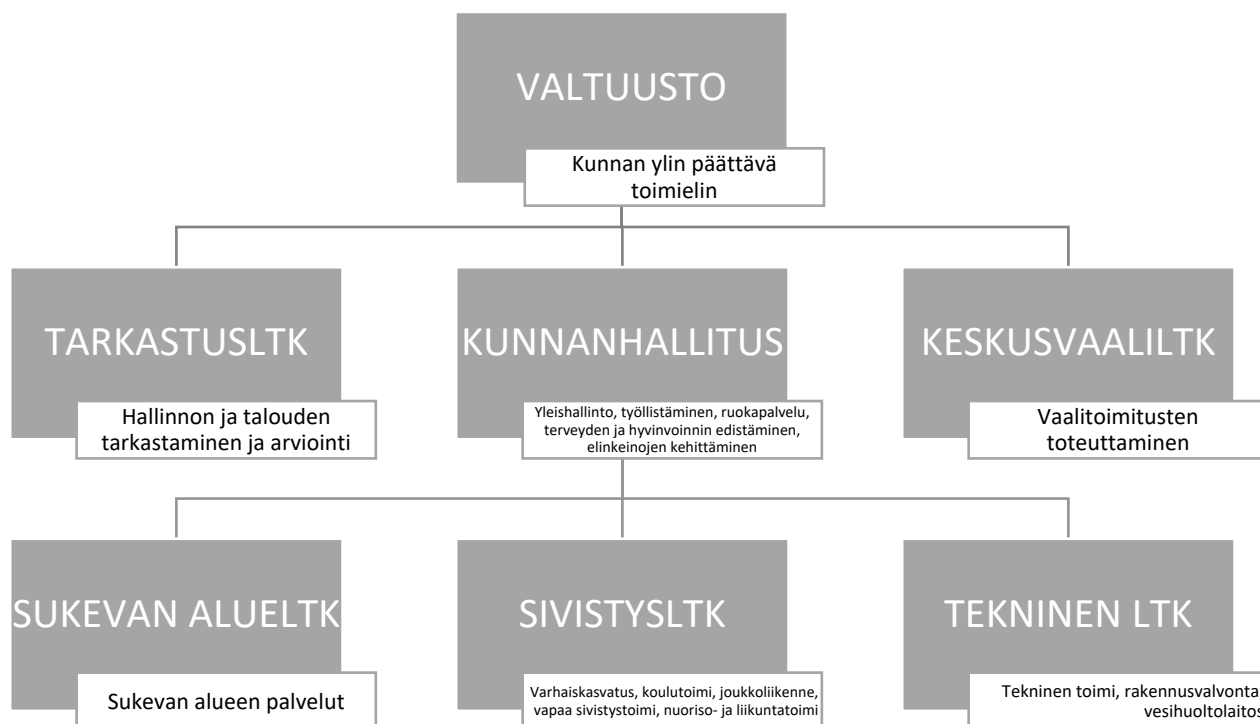 VALTUUSTO
Kunnan ylin päättävä
toimielin
TARKASTUSLTK
Hallinnon ja talouden
tarkastaminen ja arviointi
KUNNANHALLITUS
Yleishallinto, työllistäminen, ruokapalvelu,
terveyden ja hyvinvoinnin edistäminen,
elinkeinojen kehittäminen
KESKUSVAALILTK
Vaalitoimitusten
toteuttaminen
SUKEVAN ALUELTK
Sukevan alueen palvelut
SIVISTYSLTK
Varhaiskasvatus, koulutoimi, joukkoliikenne,
vapaa sivistystoimi, nuoriso- ja liikuntatoimi
TEKNINEN LTK
Tekninen toimi, rakennusvalvonta,
vesihuoltolaitos